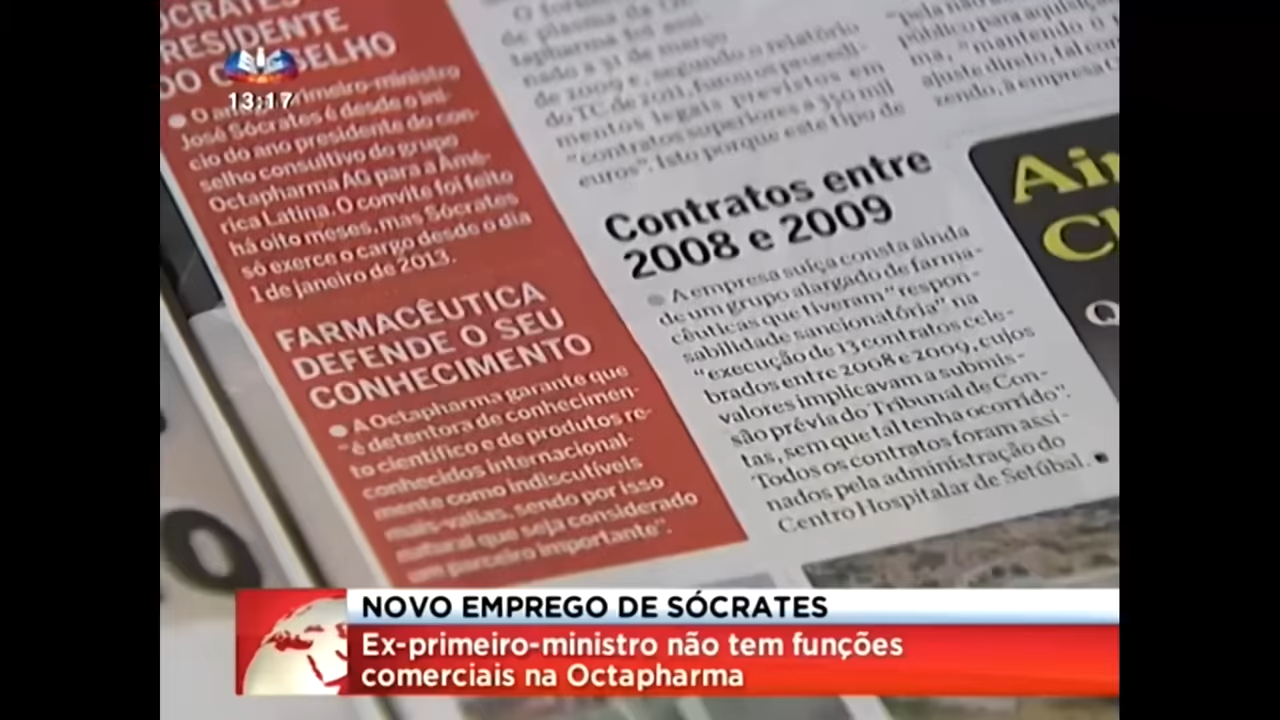 SÓCRATES
PRESIDENTE
DO CONSELHO
SIC
13:17
primeiro-ministro
José Sócrates é desde o iní-
cio do ano presidente do con-
selho consultivo do grupo
Octapharma AG para a Amé-
rica Latina. O convite foi feito
há oito meses, mas Sócrates
só exerce o cargo desde o dia
1 de janeiro de 2013.
FARMACÊUTICA
DEFENDE O SEU
CONHECIMENTO
A Octapharma garante que
"é detentora de conhecimen-
to científico e de produtos re-
conhecidos internacional-
mente como indiscutíveis
mais-valias, sendo por isso
natural que seja considerado
um parceiro importante".
de plasma da
tapharma foi
nado a 31 de março
de 2009 e, segundo o relatório
do TC de 2011, furou os procedi-
mentos legais previstos em
"contratos superiores a 350 mil
euros". Isto porque este tipo de
Contratos entre
2008 e 2009
A empresa suíça consta ainda
de um grupo alargado de farma-
cêuticas que tiveram "respon-
sabilidade sancionatória" na
"execução de 13 contratos cele-
brados entre 2008 e 2009, cujos
valores implicavam a submis-
são prévia do Tribunal de Con-
tas, sem que tal tenha ocorrido".
Todos os contratos foram assi-
nados pela administração do
Centro Hospitalar de Setúbal.
"pela não
público para aquisição
ma, "mantendo o
ajuste direto, tal con
zendo, à empresa
Ai
Cl
Q
NOVO EMPREGO DE SÓCRATES
Ex-primeiro-ministro não tem funções
comerciais na Octapharma